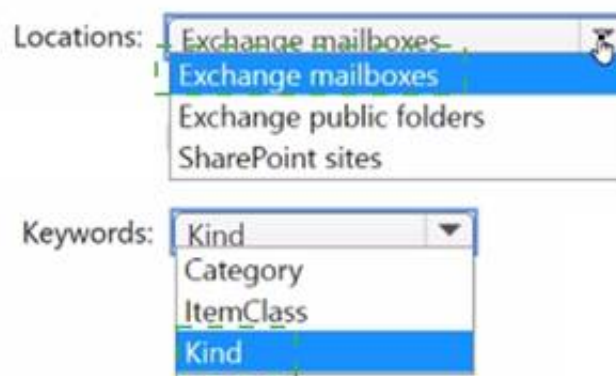 Locations: Exchange mailboxes
Exchange mailboxes
Exchange public folders
SharePoint sites
Keywords: Kind
Category
ItemClass
Kind